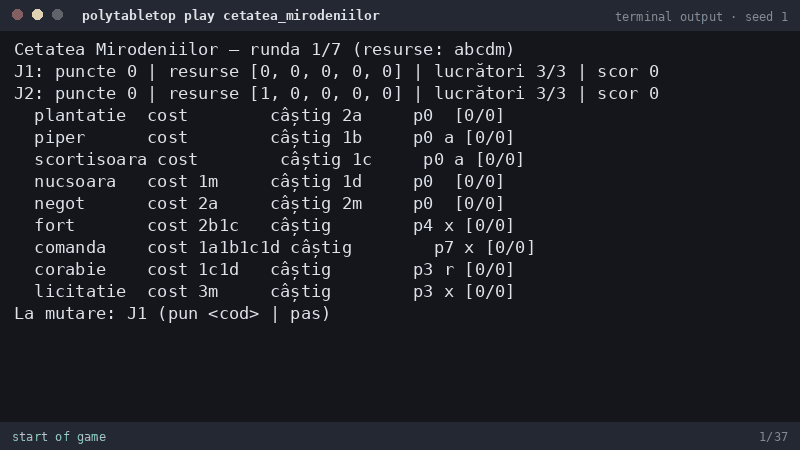 polytabletop play cetatea_mirodeniilor
terminal output · seed 1
Cetatea Mirodeniilor — runda 1/7 (resurse: abcdm)
J1: puncte 0 | resurse [0, 0, 0, 0, 0] | lucrători 3/3 | scor 0
J2: puncte 0 | resurse [1, 0, 0, 0, 0] | lucrători 3/3 | scor 0
plantatie cost câștig 2a p0 [0/0]
piper cost câștig 1b p0 a [0/0]
scortisoara cost câștig 1c p0 a [0/0]
nucsoara cost 1m câștig 1d p0 [0/0]
negot cost 2a câștig 2m p0 [0/0]
fort cost 2b1c câștig p4 x [0/0]
comanda cost 1a1b1c1d câștig p7 x [0/0]
corabie cost 1c1d câștig p3 r [0/0]
licitatie cost 3m câștig p3 x [0/0]
La mutare: J1 (pun <cod> | pas)
start of game
1/37